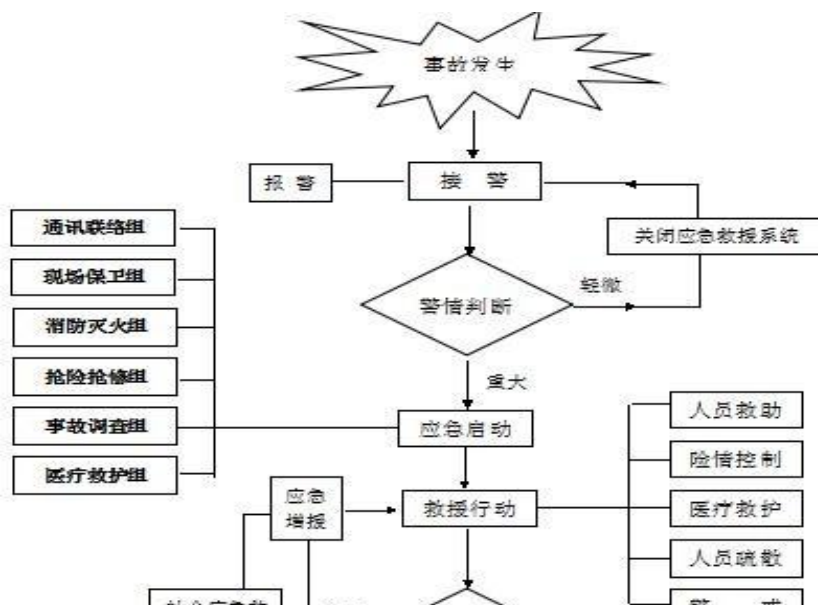 事故发生
报 警
接 警
关闭应急救援系统
通讯联络组
现场保卫组
消防灭火组
抢险抢修组
事故调查组
医疗救护组
警情判断
轻微
重大
应急启动
人员救助
险情控制
医疗救护
人员疏散
应急
增援
救援行动